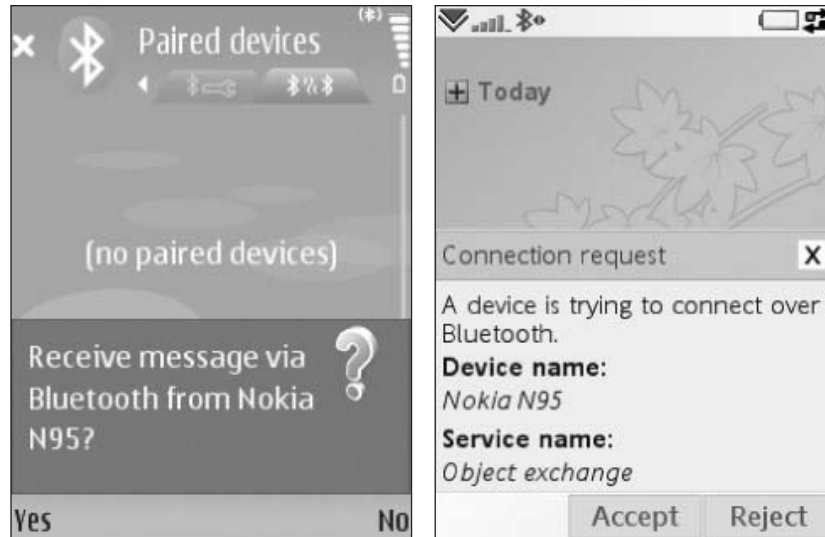 Paired devices
(no paired devices)
Receive message via
Bluetooth from Nokia
N95?
Yes
No
Today
Connection request
X
A device is trying to connect over
Bluetooth.
Device name:
Nokia N95
Service name:
Object exchange
Accept
Reject